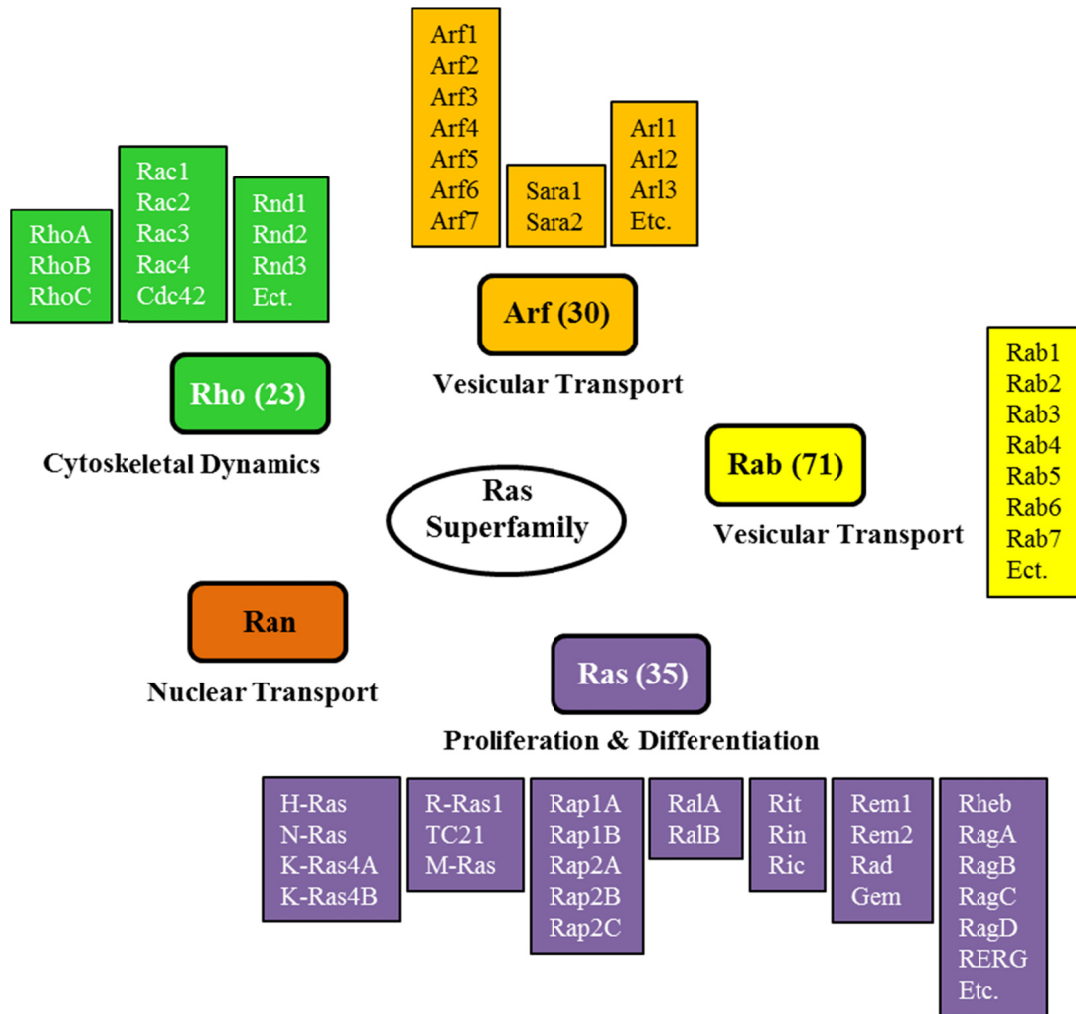 Arf1
Arf2
Arf3
Arf4
Arf5
Arf6
Arf7
Sara1
Sara2
Arl1
Arl2
Arl3
Etc.
Arf (30)
Vesicular Transport
RhoA
RhoB
RhoC
Rac1
Rac2
Rac3
Rac4
Cdc42
Rnd1
Rnd2
Rnd3
Ect.
Rho (23)
Cytoskeletal Dynamics
Rab1
Rab2
Rab3
Rab4
Rab5
Rab6
Rab7
Ect.
Rab (71)
Vesicular Transport
Ras
Superfamily
Ran
Nuclear Transport
Ras (35)
Proliferation & Differentiation
H-Ras
N-Ras
K-Ras4A
K-Ras4B
R-Ras1
TC21
M-Ras
Rap1A
Rap1B
Rap2A
Rap2B
Rap2C
RalA
RalB
Rit
Rin
Ric
Rem1
Rem2
Rad
Gem
Rheb
RagA
RagB
RagC
RagD
RERG
Etc.